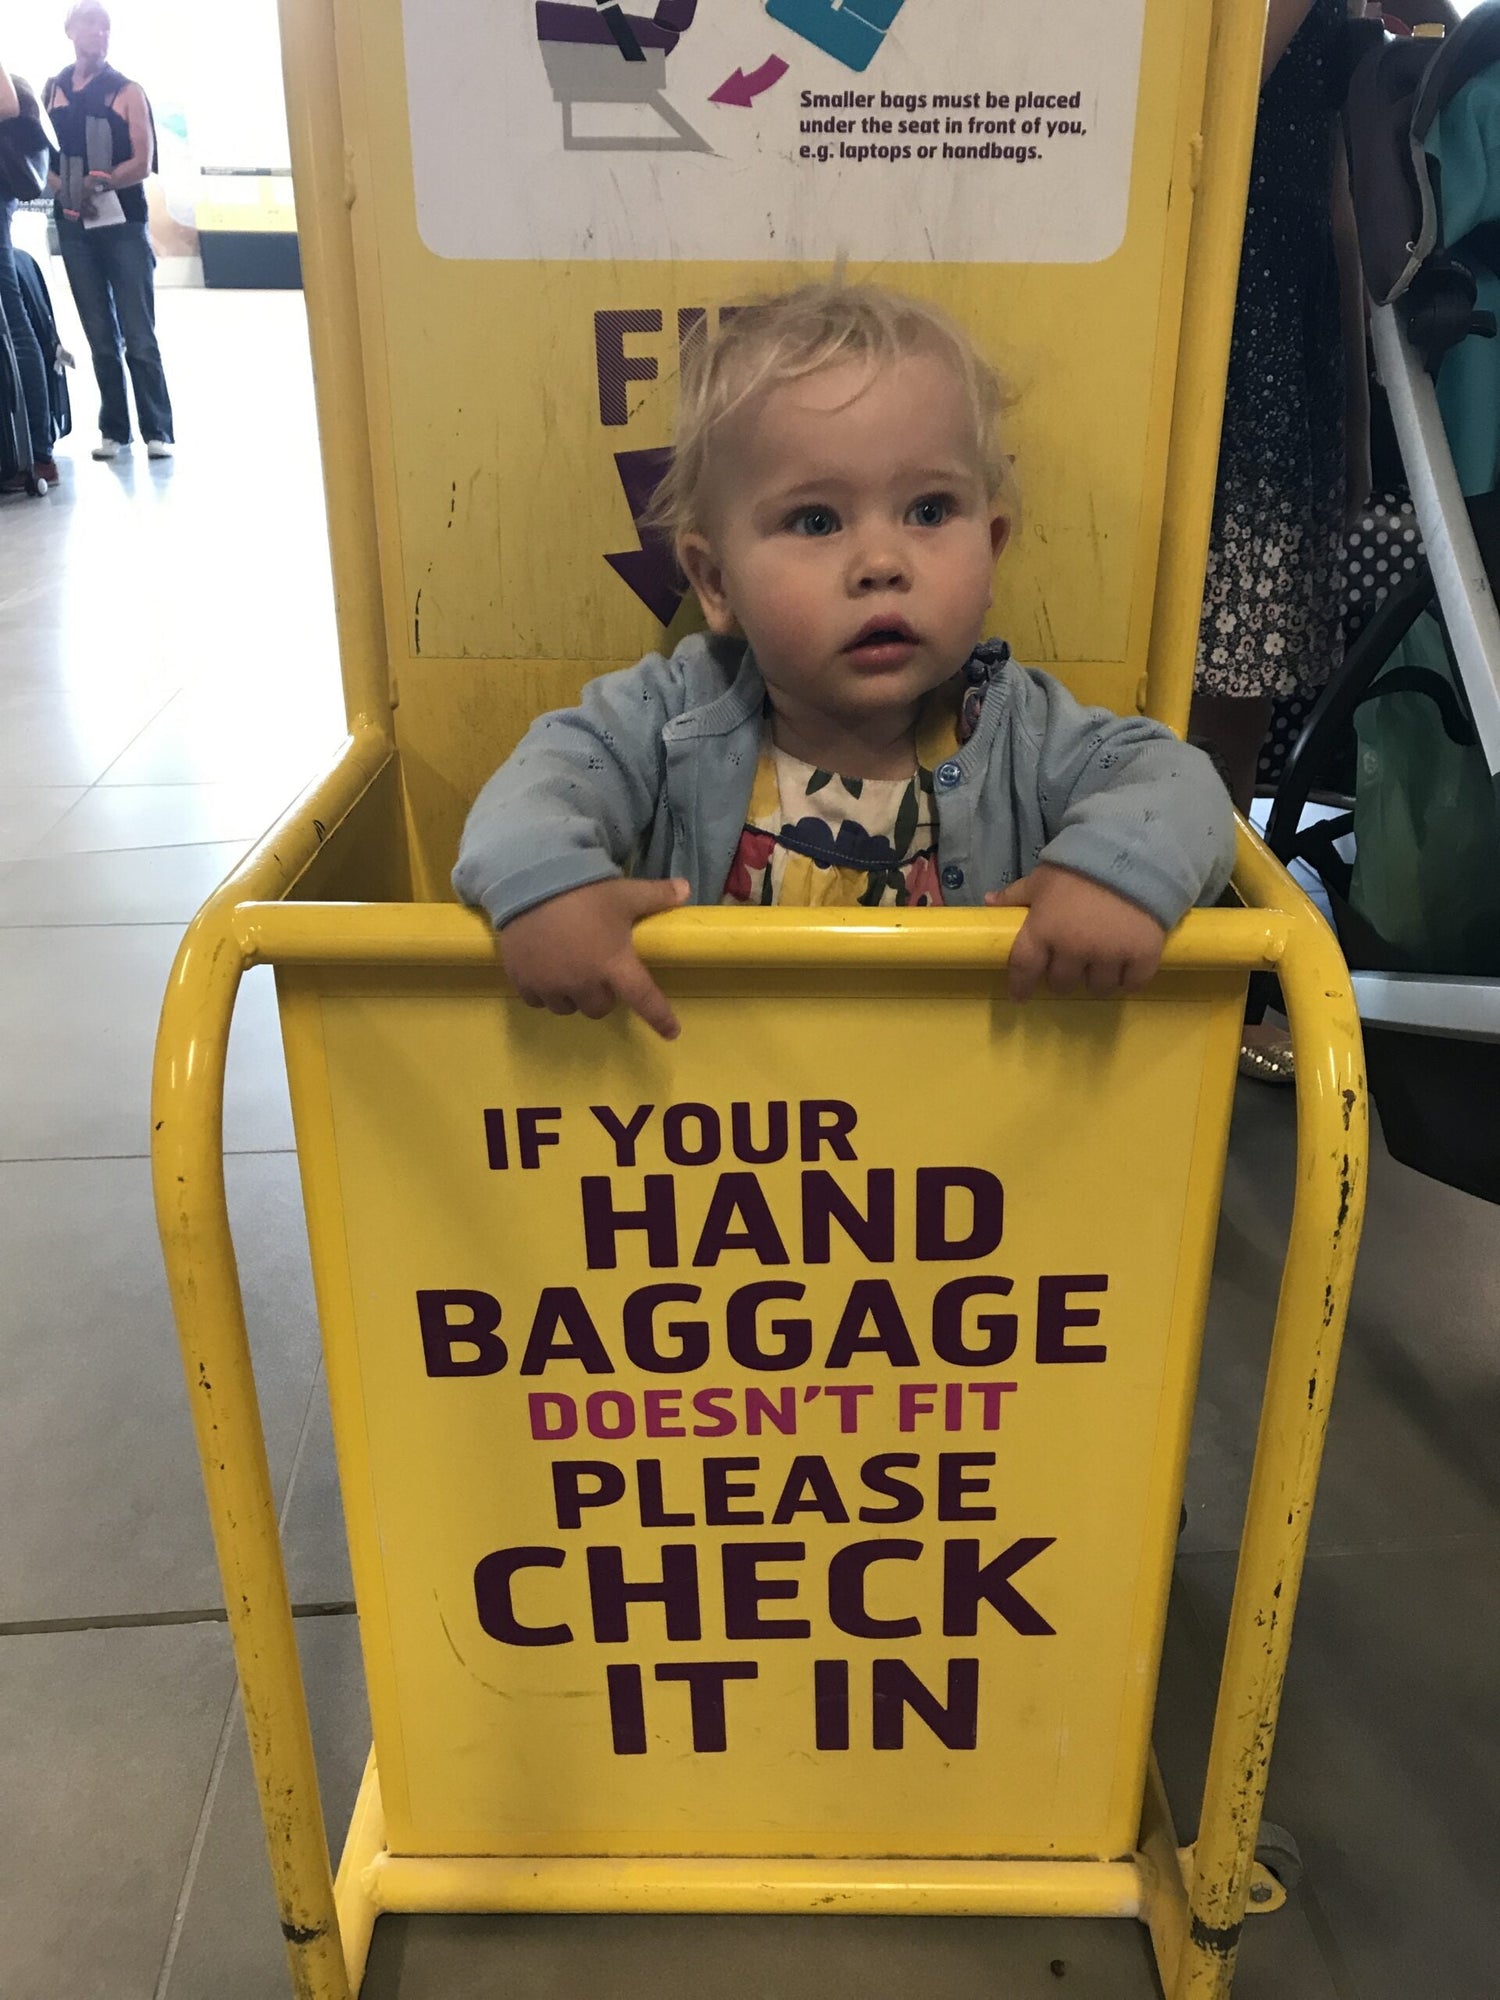 Smaller bags must be placed
under the seat in front of you,
e.g. laptops or handbags.
IF YOUR
HAND
BAGGAGE
DOESN'T FIT
PLEASE
CHECK
IT IN